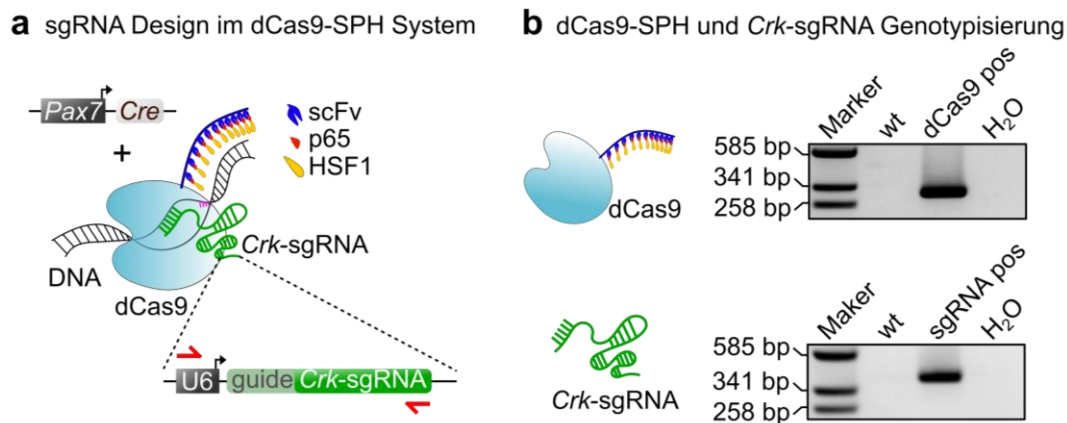 a sgRNA Design im dCas9-SPH System
Pax7 Cre
+
scFv
p65
HSF1
DNA
dCas9
Crk-sgRNA
U6 guide Crk-sgRNA
b dCas9-SPH und Crk-sgRNA Genotypisierung
dCas9
Marker wt dCas9 pos H₂O
585 bp
341 bp
258 bp
Crk-sgRNA
Maker wt sgRNA pos H₂O
585 bp
341 bp
258 bp